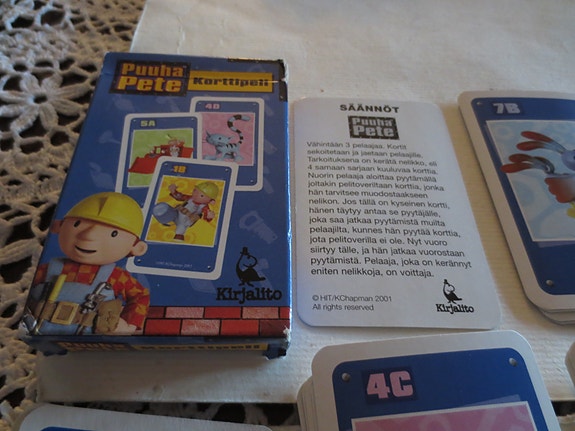 Puuha
Pete
Korttipeli
5A
4D
1B
Kirjalito
SÄÄNNÖT
Puuha
Pete
Vähintään 3 pelaajaa. Kortit
sekoitetaan ja jaetaan pelaajille.
Tarkoituksena on kerätä nelikko, eli
4 samaan sarjaan kuuluvaa korttia.
Nuorin pelaaja aloittaa pyytämällä
joltakin pelitoveriltaan korttia, jonka
hän tarvitsee muodostaakseen
nelikon. Jos tällä on kyseinen kortti,
hänen täytyy antaa se pyytäjälle,
joka saa jatkaa pyytämistä muilta
pelaajilta, kunnes hän pyytää korttia,
jota pelitoverilla ei ole. Nyt vuoro
siirtyy tälle, ja hän jatkaa vuorostaan
pyytämistä. Pelaaja, joka on kerännyt
eniten nelikkoja, on voittaja.
© HIT/KChapman 2001
All rights reserved
Kirjalito
7B
4C